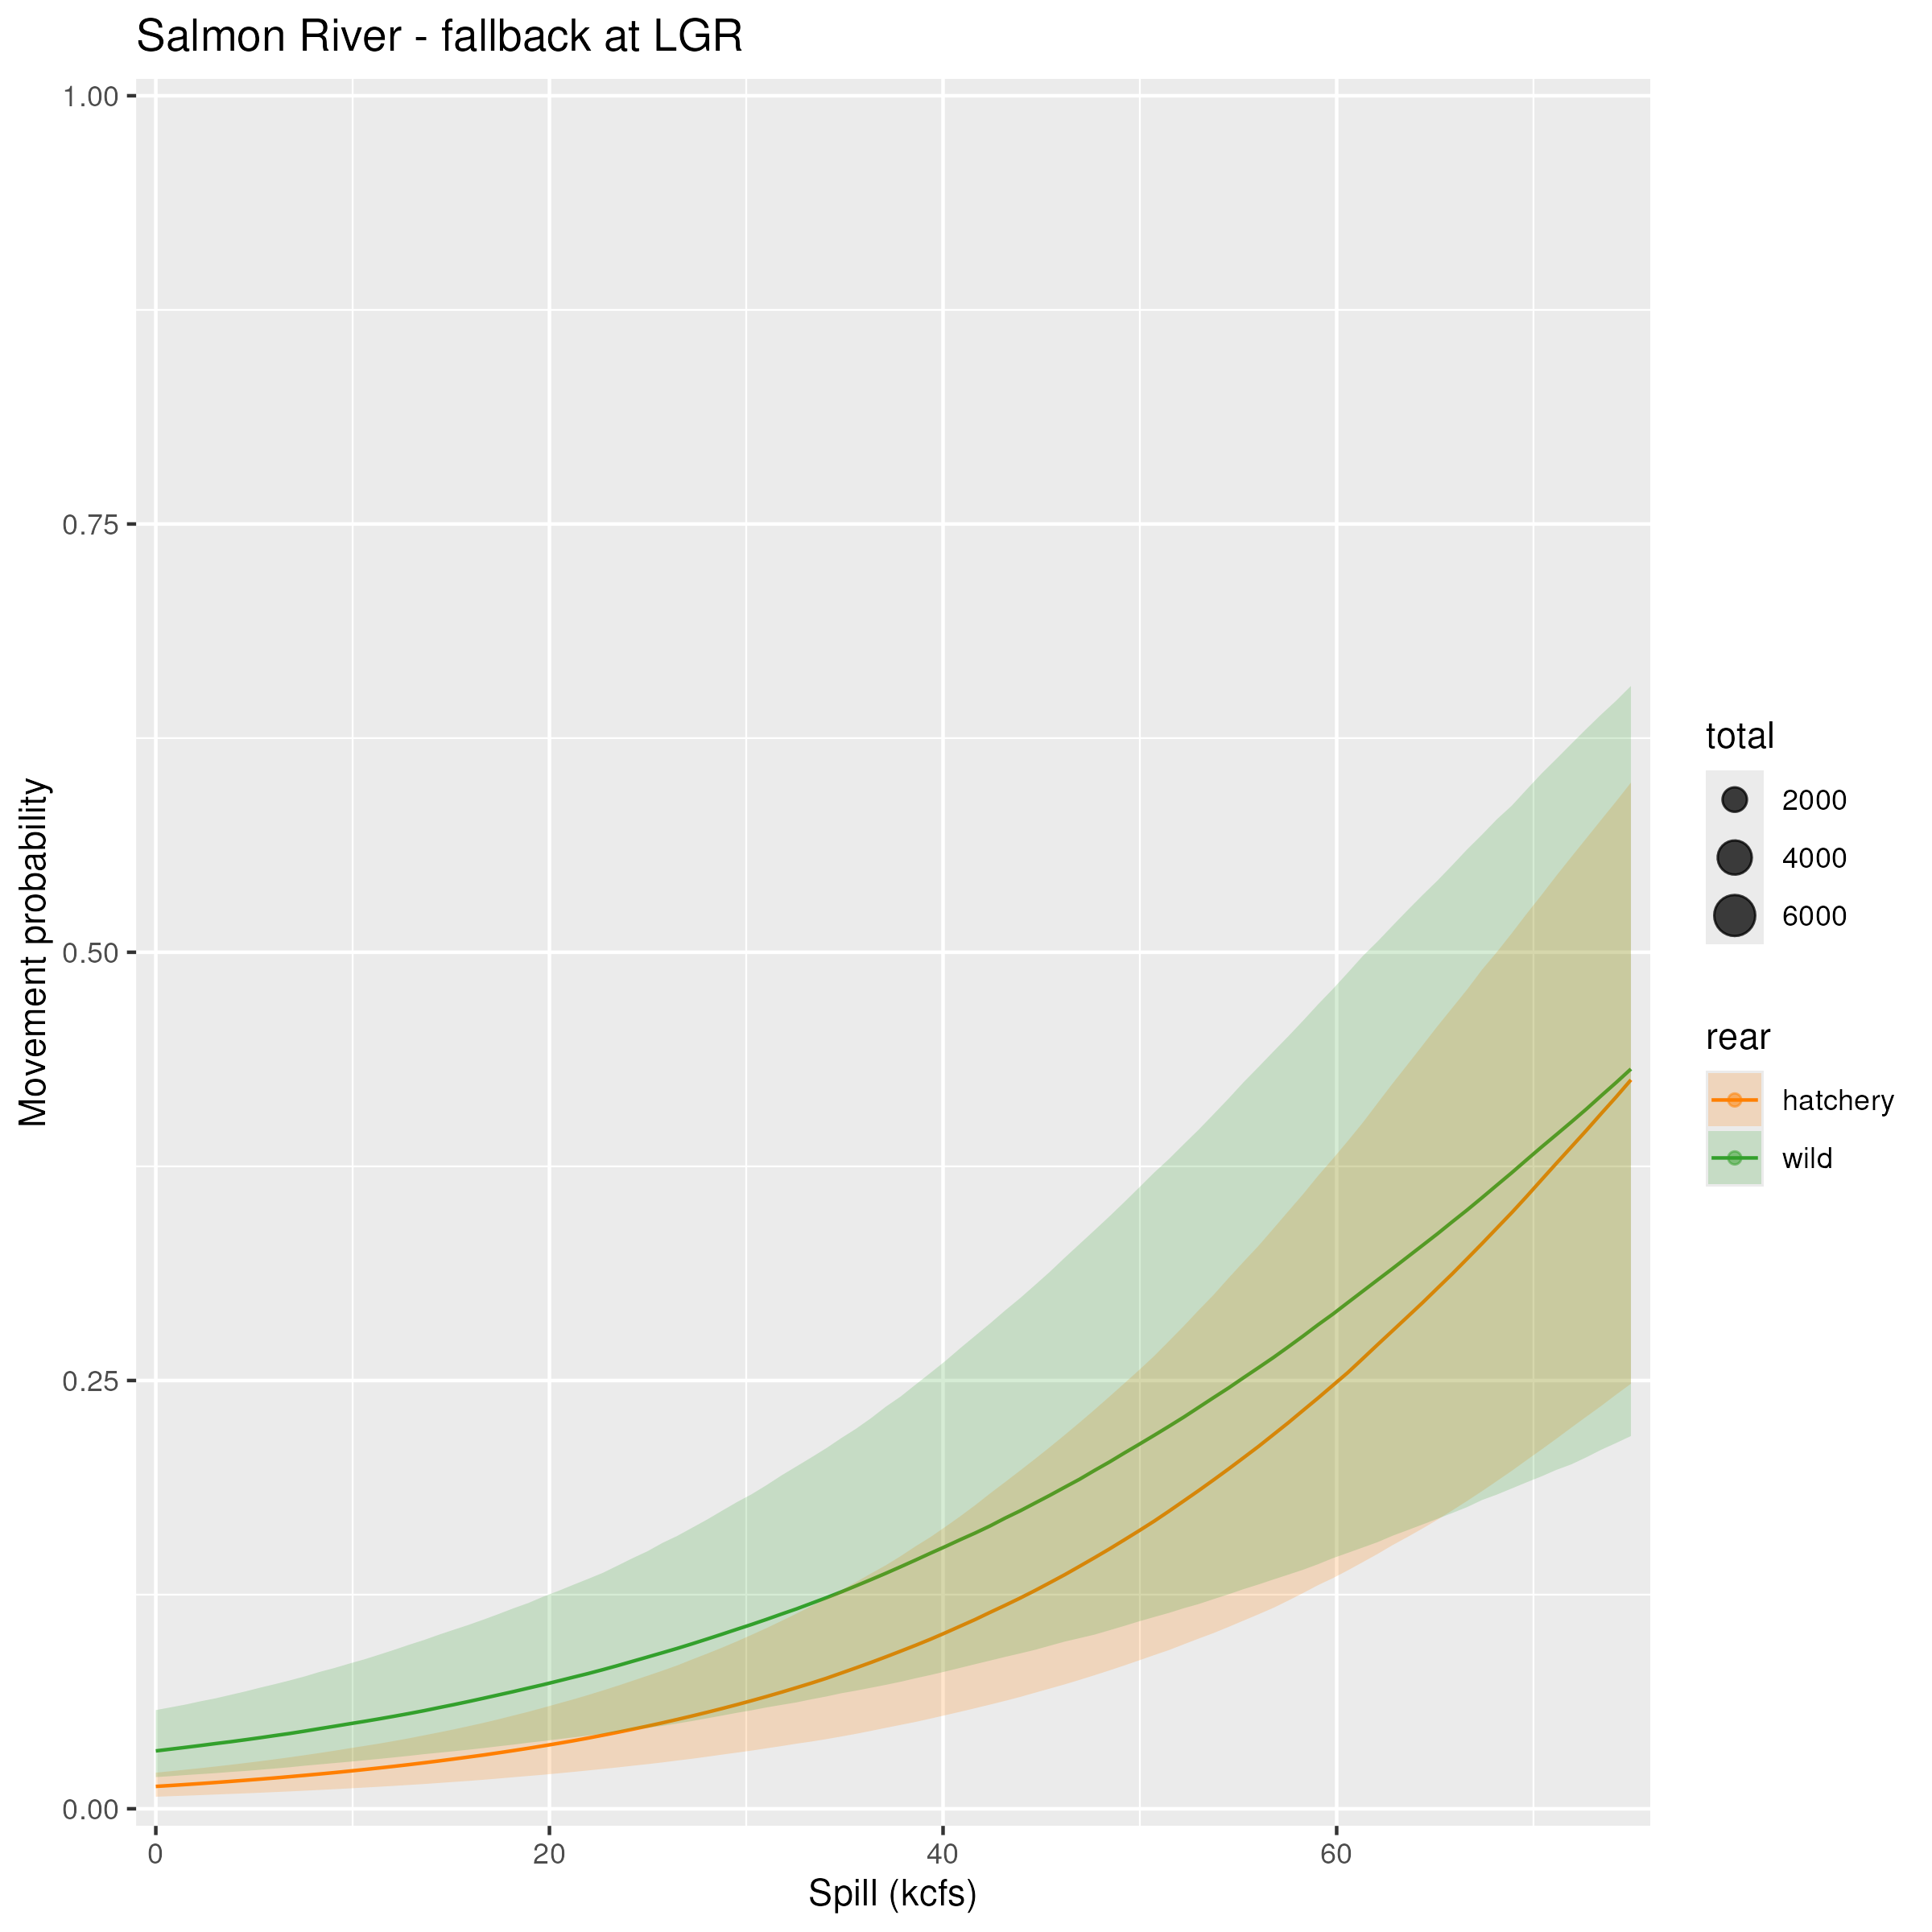 Salmon River - fallback at LGR
Movement probability
1.00
0.75
0.50
0.25
0.00
0
20
40
60
Spill (kcfs)
total
2000
4000
6000
rear
hatchery
wild